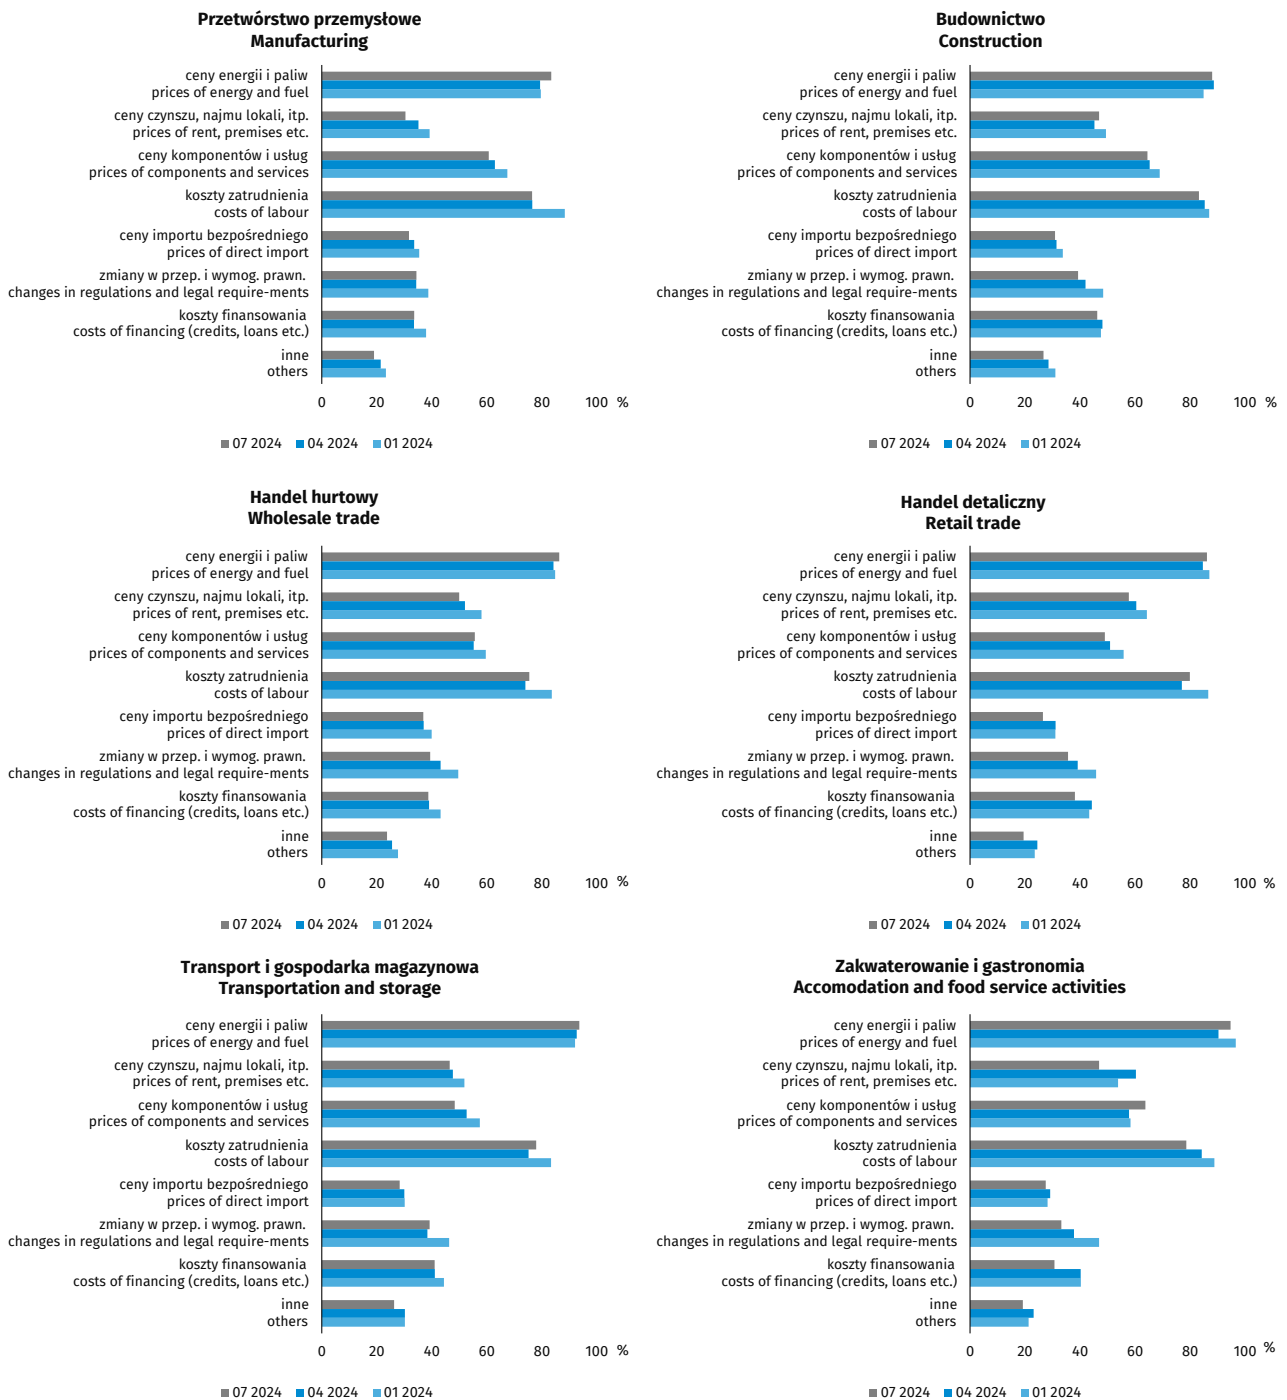 Przetwórstwo przemysłowe
Manufacturing
ceny energii i paliw
prices of energy and fuel
ceny czynszu, najmu lokali, itp.
prices of rent, premises etc.
ceny komponentów i usług
prices of components and services
koszty zatrudnienia
costs of labour
ceny importu bezpośredniego
prices of direct import
zmiany w przep. i wymog. prawn.
changes in regulations and legal require-ments
koszty finansowania
costs of financing (credits, loans etc.)
inne
others
0 20 40 60 80 100 %
07 2024 04 2024 01 2024
Budownictwo
Construction
ceny energii i paliw
prices of energy and fuel
ceny czynszu, najmu lokali, itp.
prices of rent, premises etc.
ceny komponentów i usług
prices of components and services
koszty zatrudnienia
costs of labour
ceny importu bezpośredniego
prices of direct import
zmiany w przep. i wymog. prawn.
changes in regulations and legal require-ments
koszty finansowania
costs of financing (credits, loans etc.)
inne
others
0 20 40 60 80 100 %
07 2024 04 2024 01 2024
Handel hurtowy
Wholesale trade
ceny energii i paliw
prices of energy and fuel
ceny czynszu, najmu lokali, itp.
prices of rent, premises etc.
ceny komponentów i usług
prices of components and services
koszty zatrudnienia
costs of labour
ceny importu bezpośredniego
prices of direct import
zmiany w przep. i wymog. prawn.
changes in regulations and legal require-ments
koszty finansowania
costs of financing (credits, loans etc.)
inne
others
0 20 40 60 80 100 %
07 2024 04 2024 01 2024
Handel detaliczny
Retail trade
ceny energii i paliw
prices of energy and fuel
ceny czynszu, najmu lokali, itp.
prices of rent, premises etc.
ceny komponentów i usług
prices of components and services
koszty zatrudnienia
costs of labour
ceny importu bezpośredniego
prices of direct import
zmiany w przep. i wymog. prawn.
changes in regulations and legal require-ments
koszty finansowania
costs of financing (credits, loans etc.)
inne
others
0 20 40 60 80 100 %
07 2024 04 2024 01 2024
Transport i gospodarka magazynowa
Transportation and storage
ceny energii i paliw
prices of energy and fuel
ceny czynszu, najmu lokali, itp.
prices of rent, premises etc.
ceny komponentów i usług
prices of components and services
koszty zatrudnienia
costs of labour
ceny importu bezpośredniego
prices of direct import
zmiany w przep. i wymog. prawn.
changes in regulations and legal require-ments
koszty finansowania
costs of financing (credits, loans etc.)
inne
others
0 20 40 60 80 100 %
07 2024 04 2024 01 2024
Zakwaterowanie i gastronomia
Accomodation and food service activities
ceny energii i paliw
prices of energy and fuel
ceny czynszu, najmu lokali, itp.
prices of rent, premises etc.
ceny komponentów i usług
prices of components and services
koszty zatrudnienia
costs of labour
ceny importu bezpośredniego
prices of direct import
zmiany w przep. i wymog. prawn.
changes in regulations and legal require-ments
koszty finansowania
costs of financing (credits, loans etc.)
inne
others
0 20 40 60 80 100 %
07 2024 04 2024 01 2024